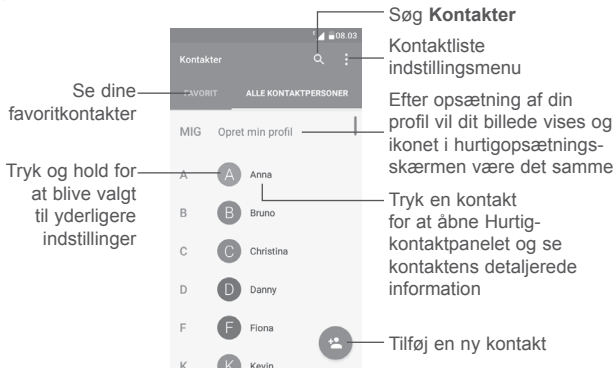 Søg Kontakter
08.03
Kontakter
Kontaktliste
indstillingsmenu
Se dine
favoritkontakter
FAVORIT
ALLE KONTAKTPERSONER
Efter opsætning af din
profil vil dit billede vises og
ikonet i hurtigopsætnings-
skærmen være det samme
MIG Opret min profil
Tryk og hold for
at blive valgt
til yderligere
indstillinger
A A Anna
Tryk en kontakt
for at åbne Hurtig-
kontaktpanelet og se
kontaktens detaljerede
information
B B Bruno
C C Christina
D D Danny
F F Fiona
Tilføj en ny kontakt
K K Kevin